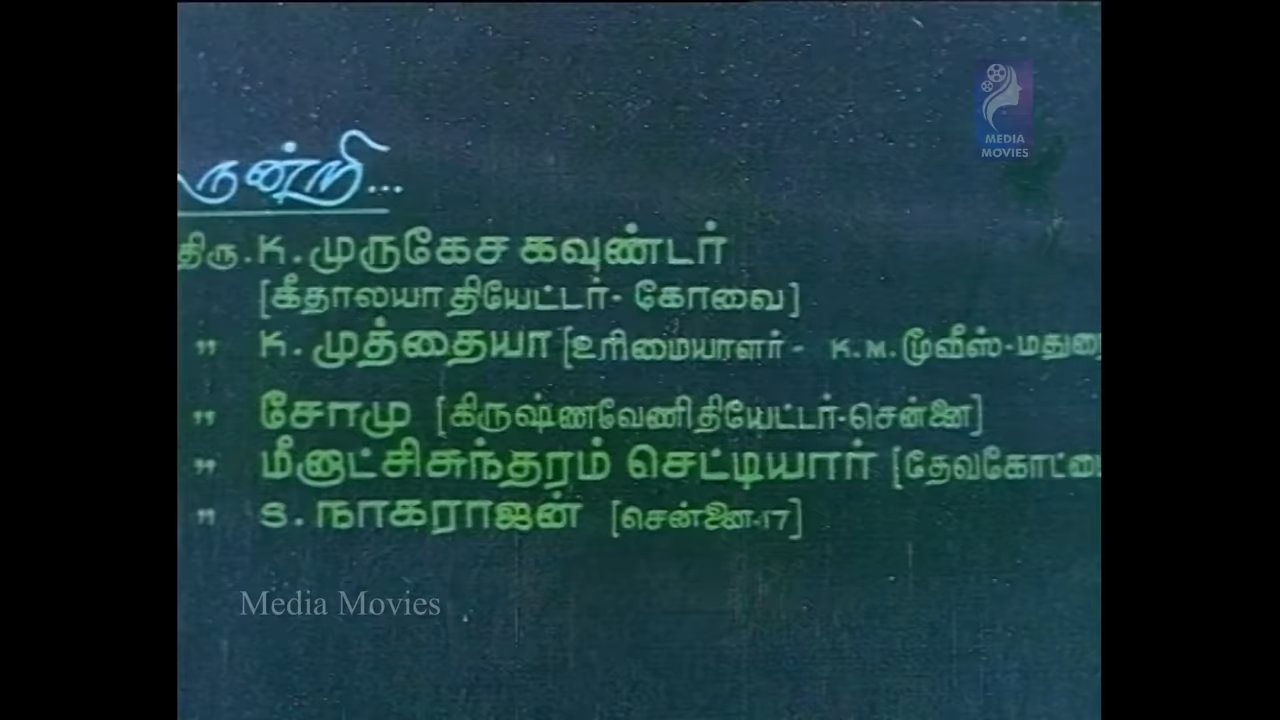 MEDIA
MOVIES
நன்றி...
திரு. K. முருகேச கவுண்டர்
[கீதாலயா தியேட்டர் - கோவை]
" K. முத்தையா [உரிமையாளர் - K.M. மூவீஸ் - மதுரை
" சோமு [கிருஷ்ணவேணி தியேட்டர் - சென்னை]
" மீனாட்சிசுந்தரம் செட்டியார் [தேவகோட்டை
" S. நாகராஜன் [சென்னை-17]
Media Movies